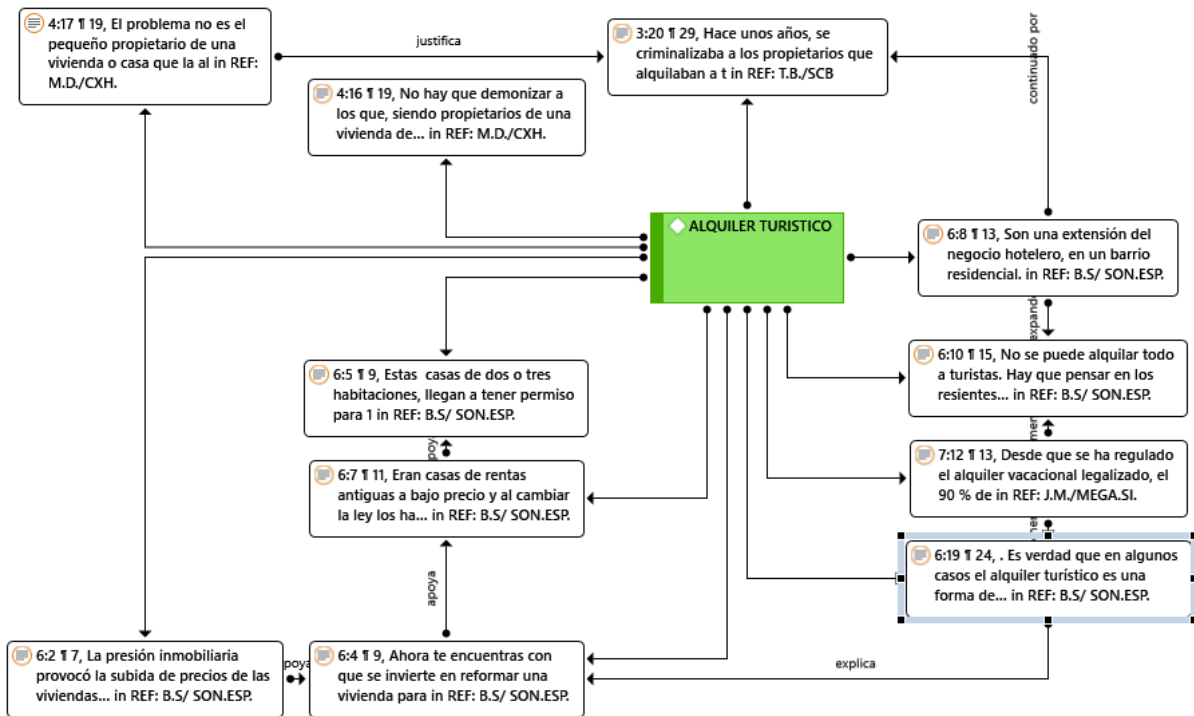 4:17 ¶ 19, El problema no es el
pequeño propietario de una
vivienda o casa que la al in REF:
M.D./CXH.
justifica
3:20 ¶ 29, Hace unos años, se
criminalizaba a los propietarios que
alquilaban a t in REF: T.B./SCB
continuado por
4:16 ¶ 19, No hay que demonizar a
los que, siendo propietarios de una
vivienda de... in REF: M.D./CXH.
ALQUILER TURISTICO
6:8 ¶ 13, Son una extensión del
negocio hotelero, en un barrio
residencial. in REF: B.S/ SON.ESP.
expande
6:10 ¶ 15, No se puede alquilar todo
a turistas. Hay que pensar en los
resientes... in REF: B.S/ SON.ESP.
6:5 ¶ 9, Estas casas de dos o tres
habitaciones, llegan a tener permiso
para 1 in REF: B.S/ SON.ESP.
poy
men
7:12 ¶ 13, Desde que se ha regulado
el alquiler vacacional legalizado, el
90 % de in REF: J.M./MEGA.SI.
6:7 ¶ 11, Eran casas de rentas
antiguas a bajo precio y al cambiar
la ley los ha... in REF: B.S/ SON.ESP.
6:19 ¶ 24, . Es verdad que en algunos
casos el alquiler turístico es una
forma de... in REF: B.S/ SON.ESP.
apoya
6:2 ¶ 7, La presión inmobiliaria
provocó la subida de precios de las
viviendas... in REF: B.S/ SON.ESP.
poya
6:4 ¶ 9, Ahora te encuentras con
que se invierte en reformar una
vivienda para in REF: B.S/ SON.ESP.
explica